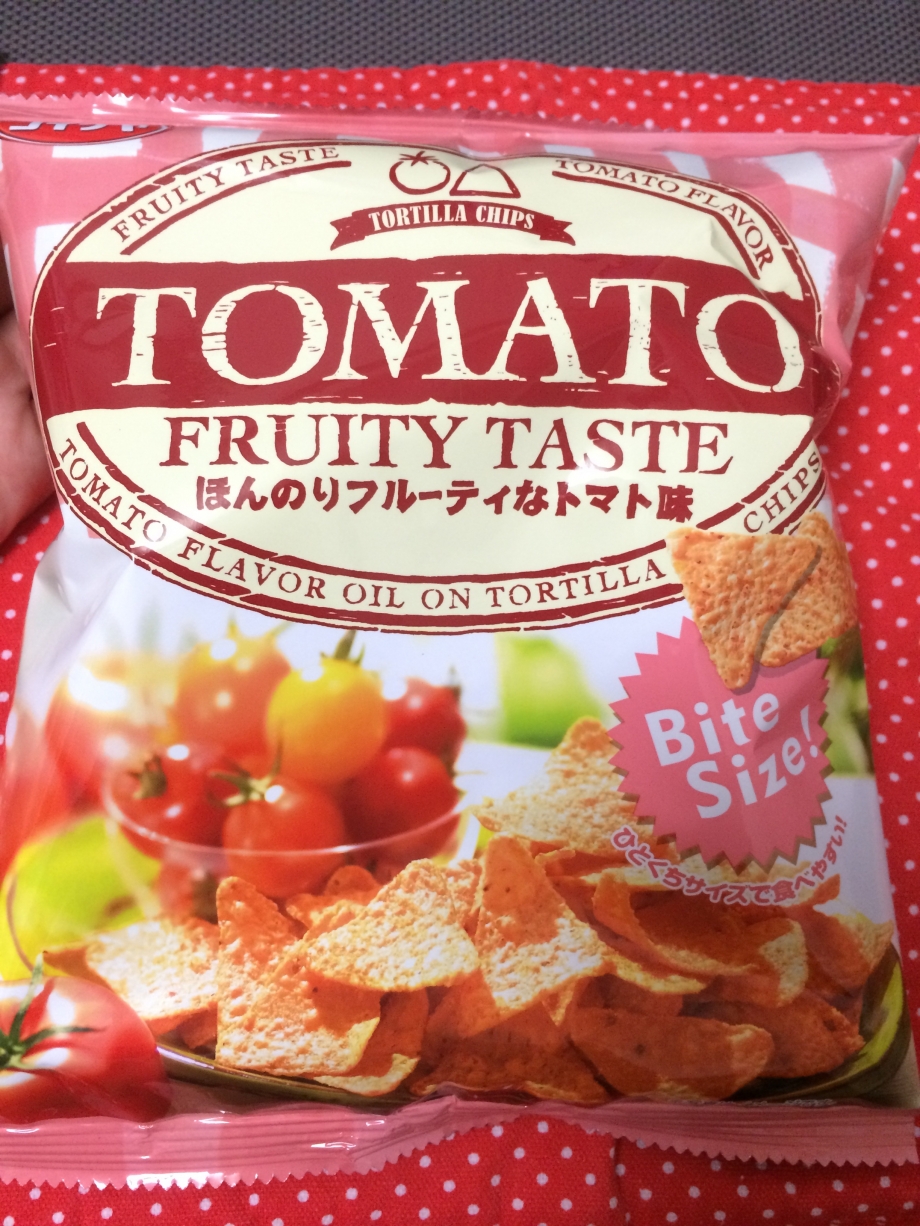 FRUITY TASTE
TOMATO FLAVOR
TORTILLA CHIPS
TOMATO
FRUITY TASTE
ほんのりフルーティなトマト味
TOMATO FLAVOR OIL ON TORTILLA CHIPS
Bite
Size!
ひとくちサイズで食べやすい!!